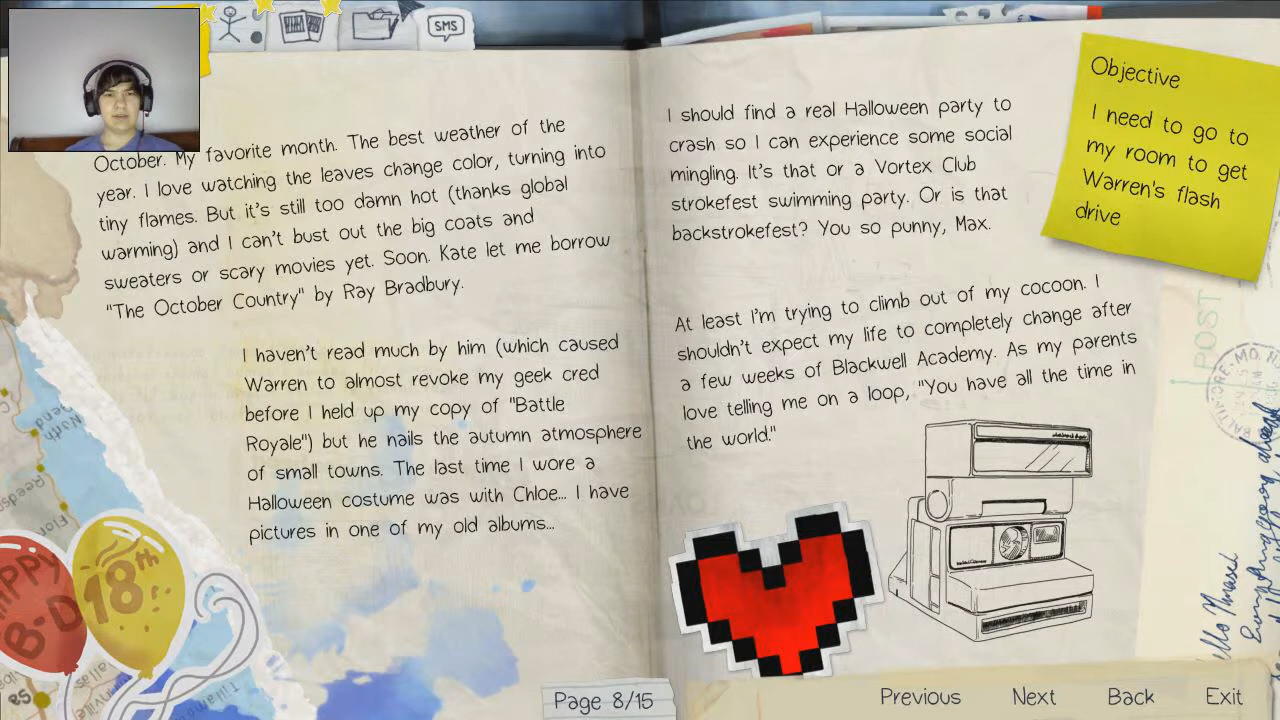 SMS
October. My favorite month. The best weather of the
year. I love watching the leaves change color, turning into
tiny flames. But it's still too damn hot (thanks global
warming) and I can't bust out the big coats and
sweaters or scary movies yet. Soon. Kate let me borrow
"The October Country" by Ray Bradbury.
I haven't read much by him (which caused
Warren to almost revoke my geek cred
before I held up my copy of "Battle
Royale") but he nails the autumn atmosphere
of small towns. The last time I wore a
Halloween costume was with Chloe... I have
pictures in one of my old albums...
I should find a real Halloween party to
crash so I can experience some social
mingling. It's that or a Vortex Club
strokefest swimming party. Or is that
backstrokefest? You so punny, Max.
At least I'm trying to climb out of my cocoon. I
shouldn't expect my life to completely change after
a few weeks of Blackwell Academy. As my parents
love telling me on a loop, "You have all the time in
the world."
Objective
I need to go to
my room to get
Warren's flash
drive
POST
18th
B-D
Page 8/15
Previous
Next
Back
Exit